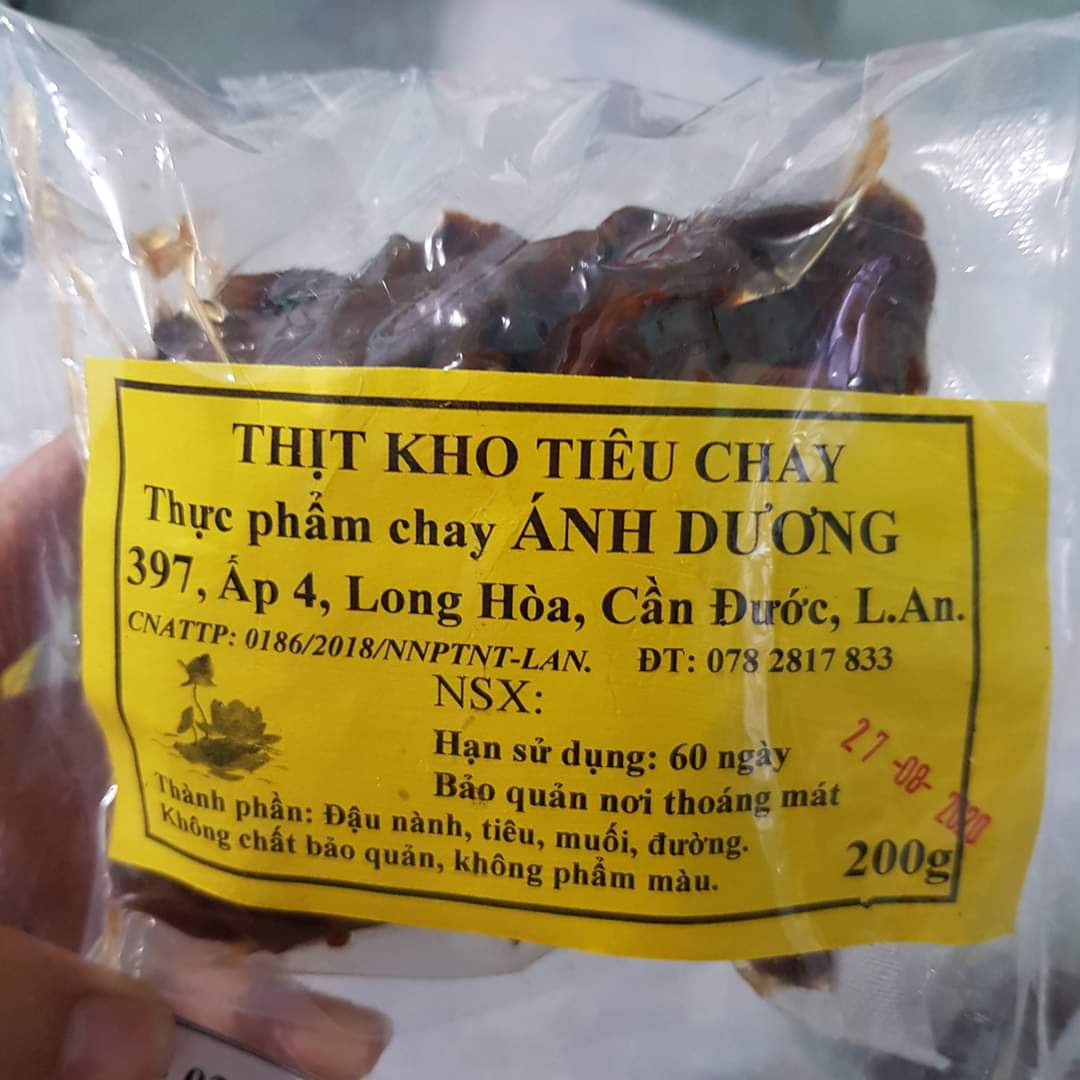 THỊT KHO TIÊU CHAY
Thực phẩm chay ÁNH DƯƠNG
397, Ấp 4, Long Hòa, Cần Đước, L.An.
CNATTP: 0186/2018/NNPTNT-LAN. ĐT: 078 2817 833
NSX:
Hạn sử dụng: 60 ngày
27-08-2020
Bảo quản nơi thoáng mát
Thành phần: Đậu nành, tiêu, muối, đường.
Không chất bảo quản, không phẩm màu.
200g